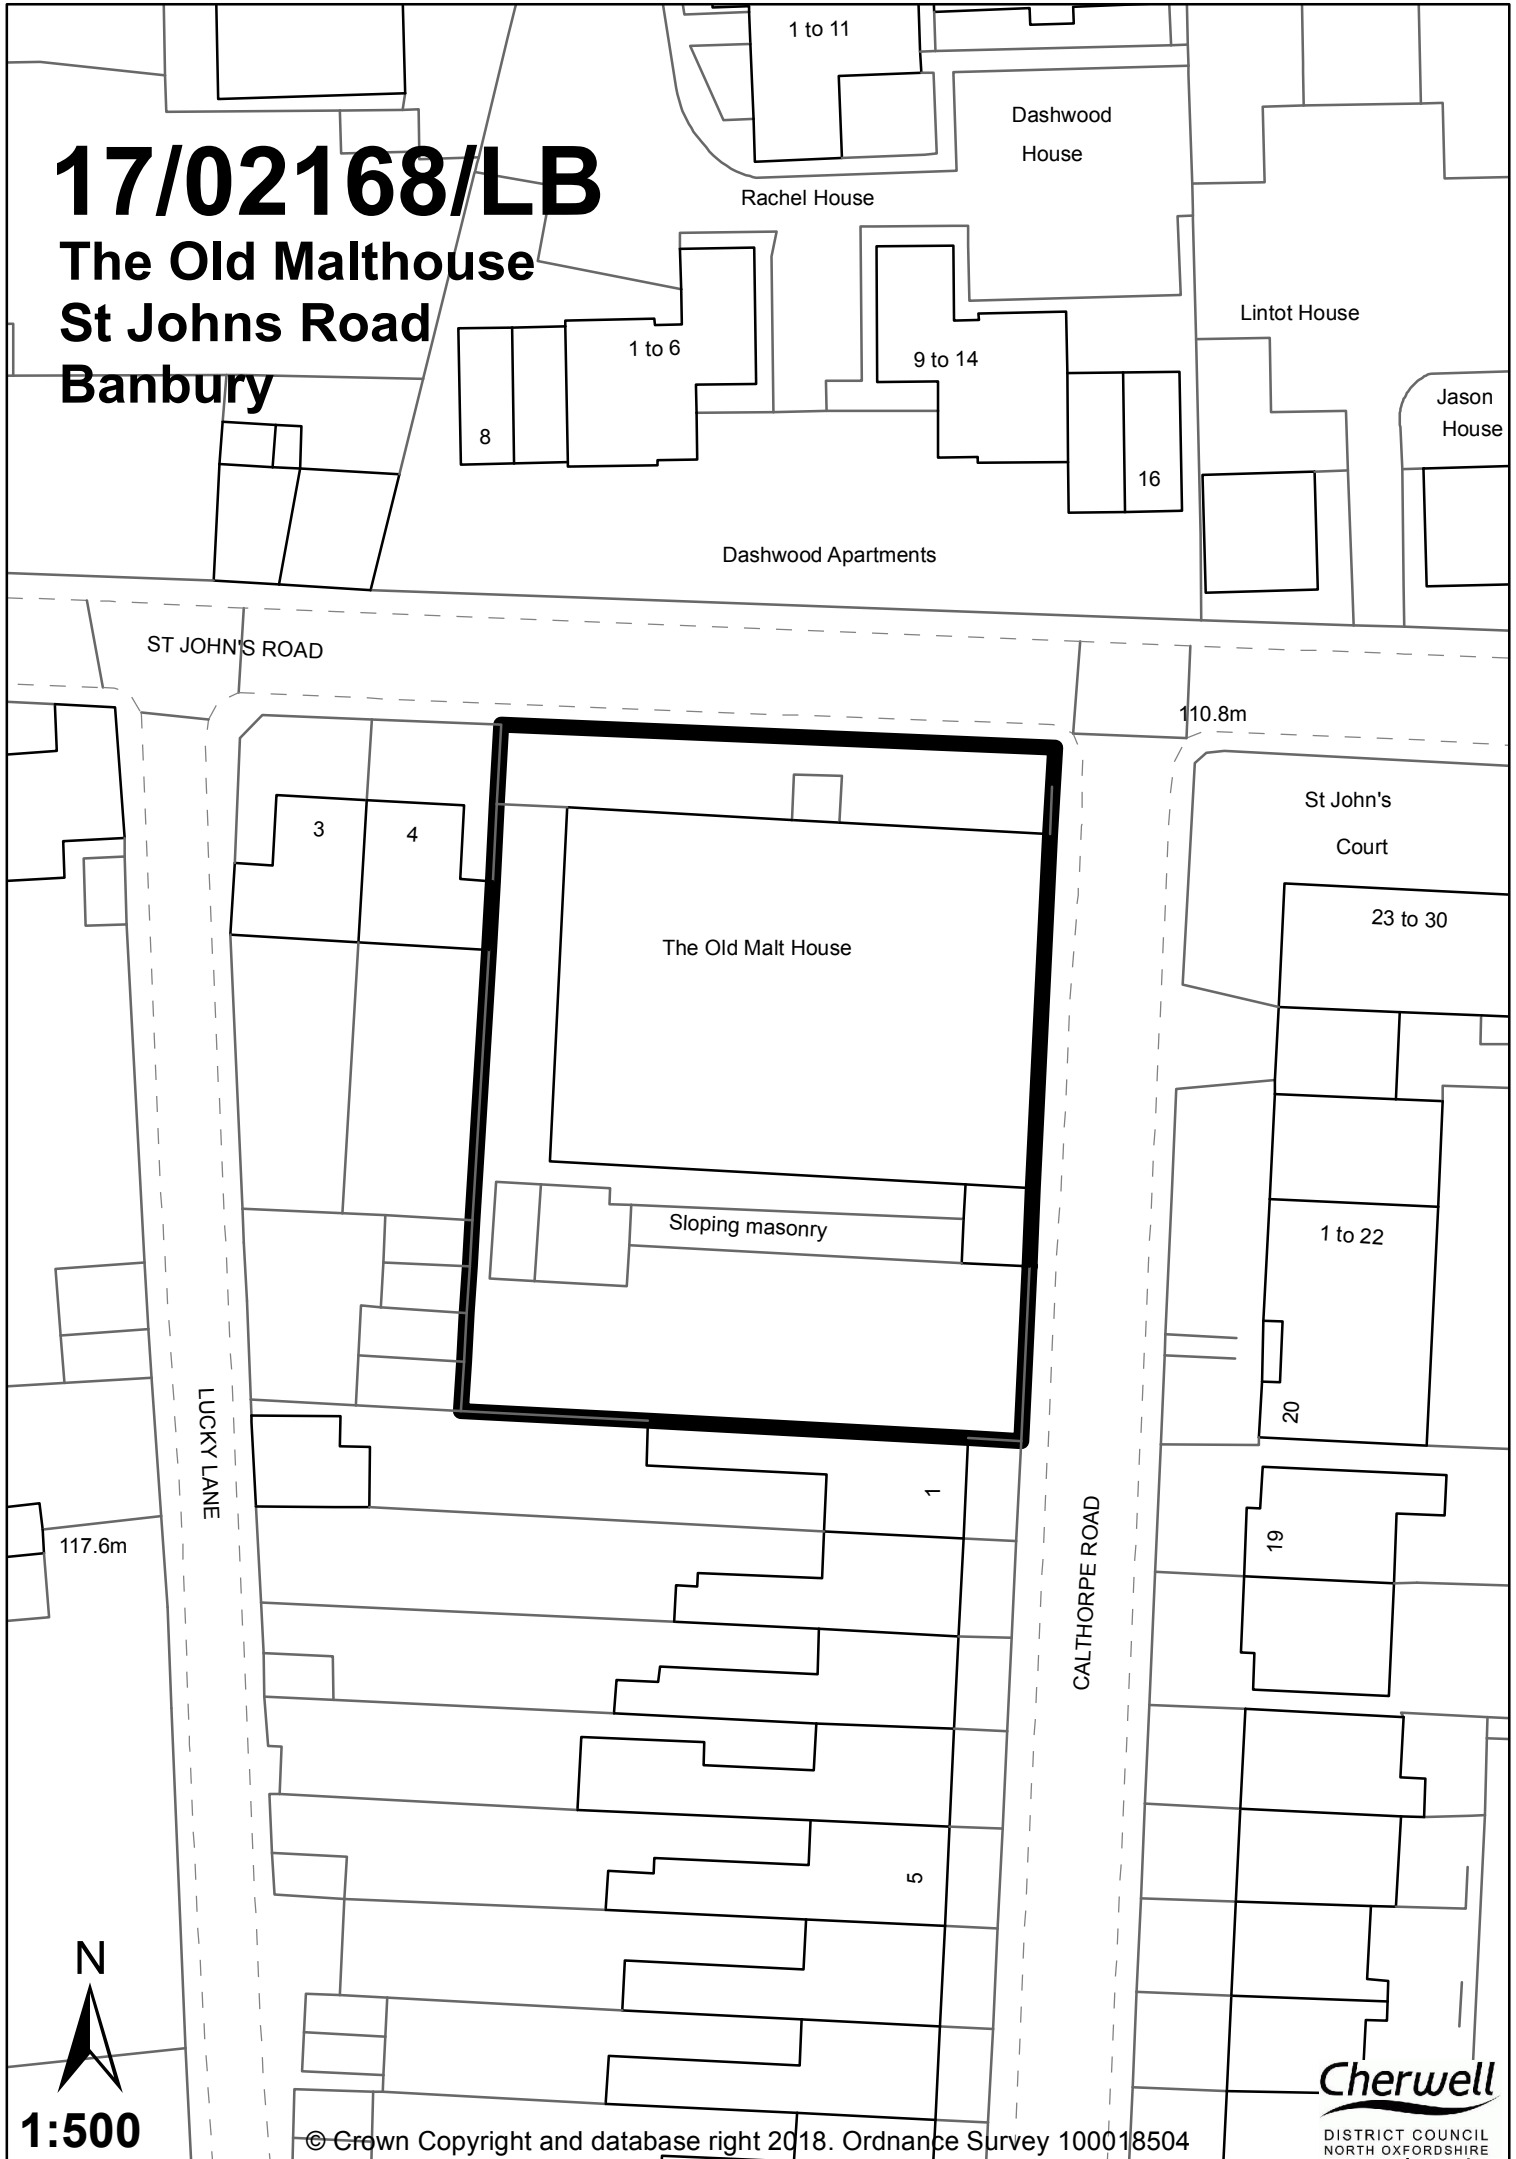 1 to 11
Dashwood
House
17/02168/LB
Rachel House
The Old Malthouse
St Johns Road
Banbury
Lintot House
1 to 6
9 to 14
Jason
House
8
16
Dashwood Apartments
ST JOHN'S ROAD
110.8m
St John's
Court
3
4
23 to 30
The Old Malt House
Sloping masonry
1 to 22
20
LUCKY LANE
1
19
117.6m
CALTHORPE ROAD
5
N
1:500
© Crown Copyright and database right 2018. Ordnance Survey 100018504
Cherwell
DISTRICT COUNCIL
NORTH OXFORDSHIRE